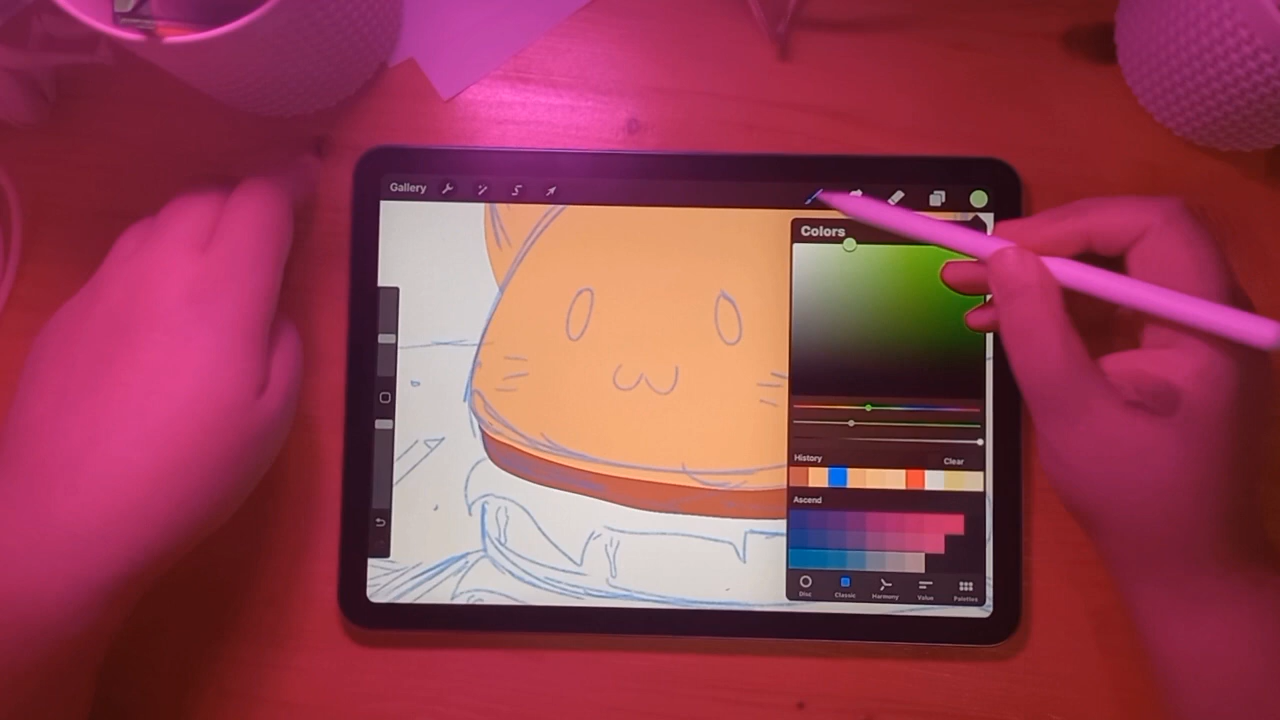 Gallery
Colors
History Clear
Ascend
Disc Classic Harmony Value Palettes